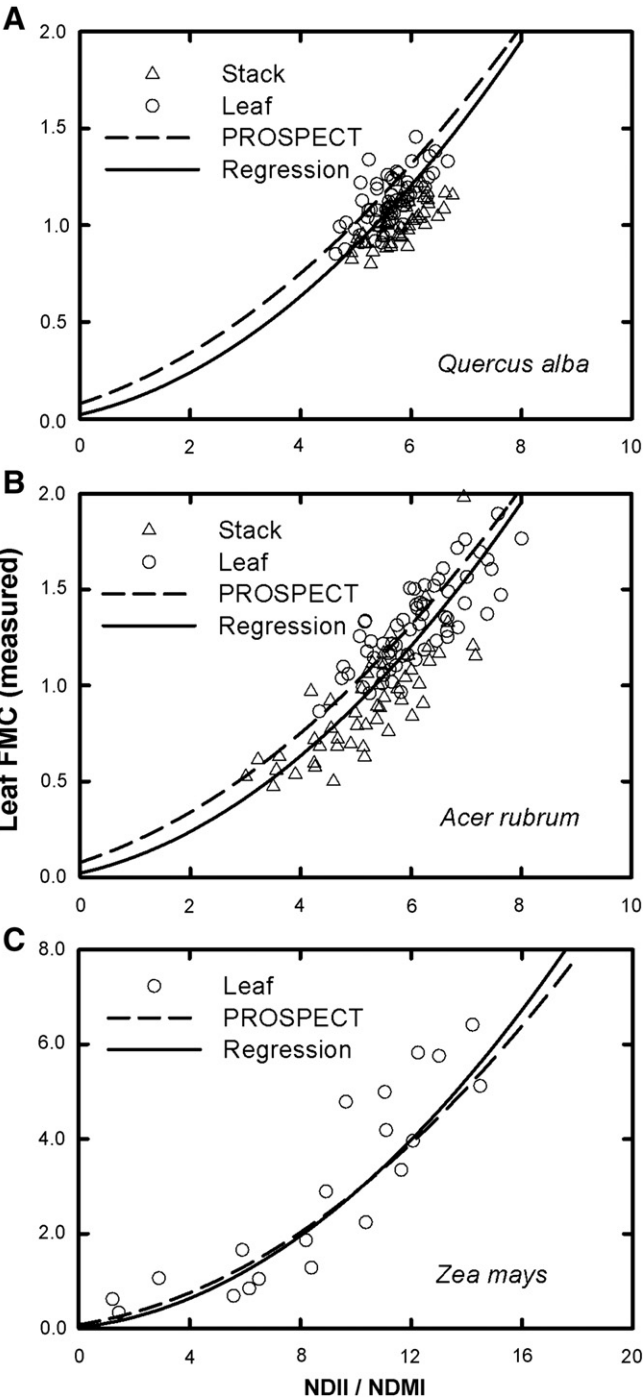 A
2.0
Stack
Leaf
PROSPECT
Regression
1.5
1.0
0.5
Quercus alba
0.0
0 2 4 6 8 10
B
2.0
Stack
Leaf
PROSPECT
Regression
1.5
1.0
0.5
Acer rubrum
0.0
0 2 4 6 8 10
Leaf FMC (measured)
C
8.0
Leaf
PROSPECT
Regression
6.0
4.0
2.0
Zea mays
0.0
0 4 8 12 16 20
NDII / NDMI